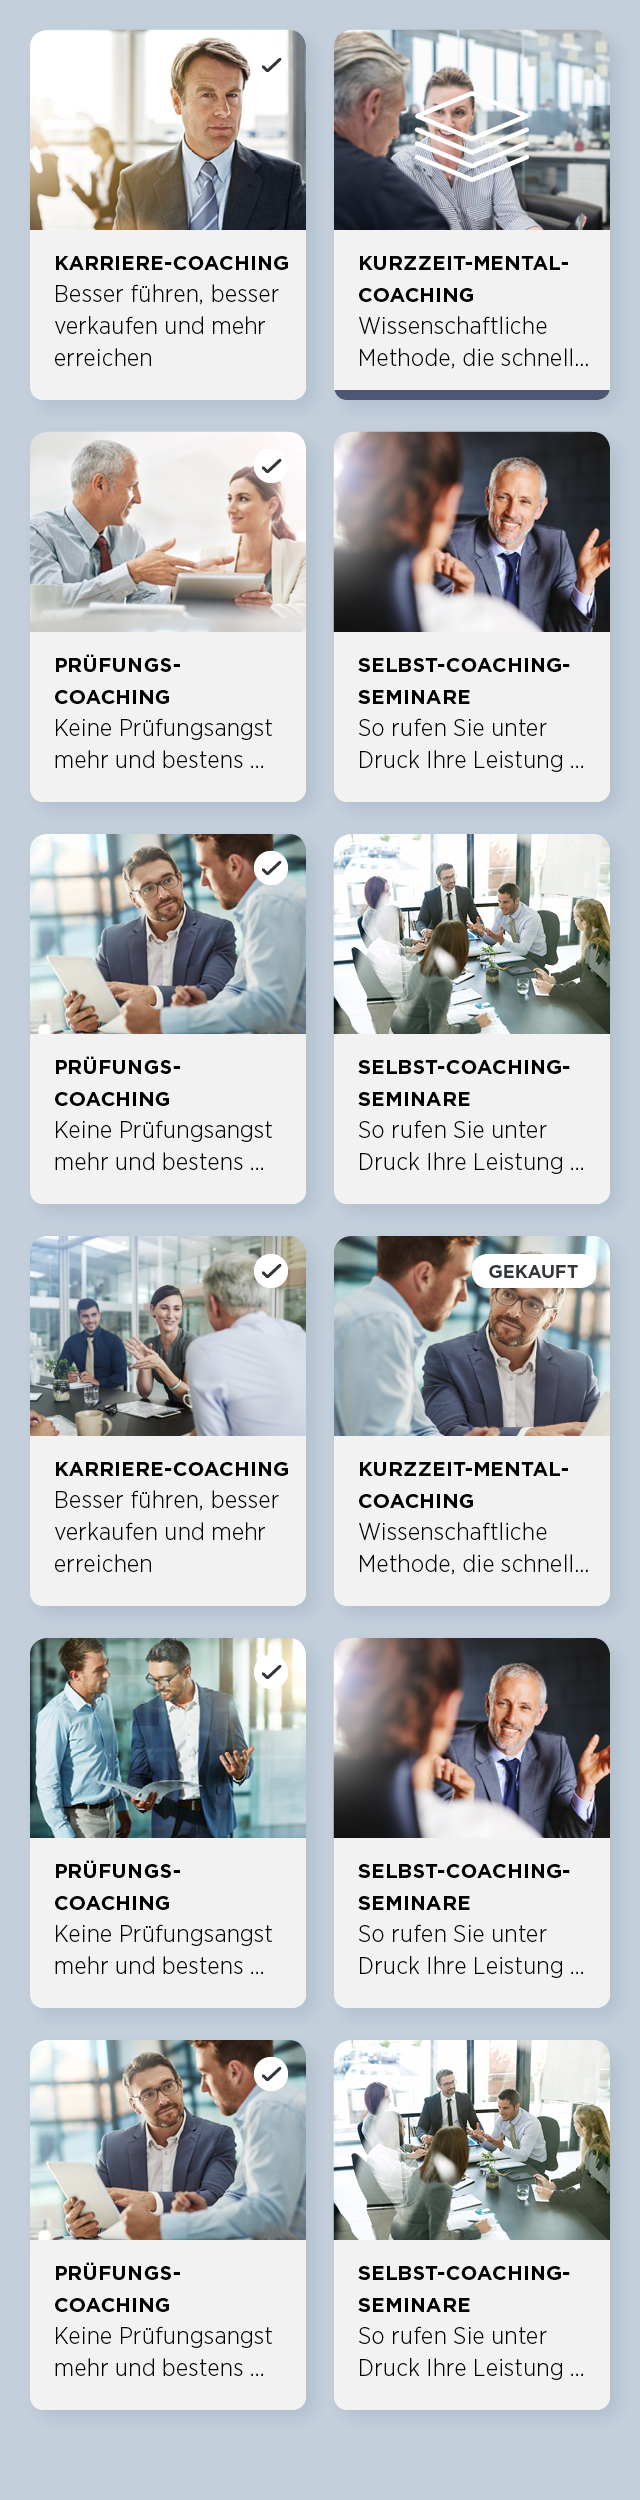 KARRIERE-COACHING
Besser führen, besser
verkaufen und mehr
erreichen
KURZZEIT-MENTAL-
COACHING
Wissenschaftliche
Methode, die schnell...
PRÜFUNGS-
COACHING
Keine Prüfungsangst
mehr und bestens ...
SELBST-COACHING-
SEMINARE
So rufen Sie unter
Druck Ihre Leistung ...
PRÜFUNGS-
COACHING
Keine Prüfungsangst
mehr und bestens ...
SELBST-COACHING-
SEMINARE
So rufen Sie unter
Druck Ihre Leistung ...
KARRIERE-COACHING
Besser führen, besser
verkaufen und mehr
erreichen
GEKAUFT
KURZZEIT-MENTAL-
COACHING
Wissenschaftliche
Methode, die schnell...
PRÜFUNGS-
COACHING
Keine Prüfungsangst
mehr und bestens ...
SELBST-COACHING-
SEMINARE
So rufen Sie unter
Druck Ihre Leistung ...
PRÜFUNGS-
COACHING
Keine Prüfungsangst
mehr und bestens ...
SELBST-COACHING-
SEMINARE
So rufen Sie unter
Druck Ihre Leistung ...